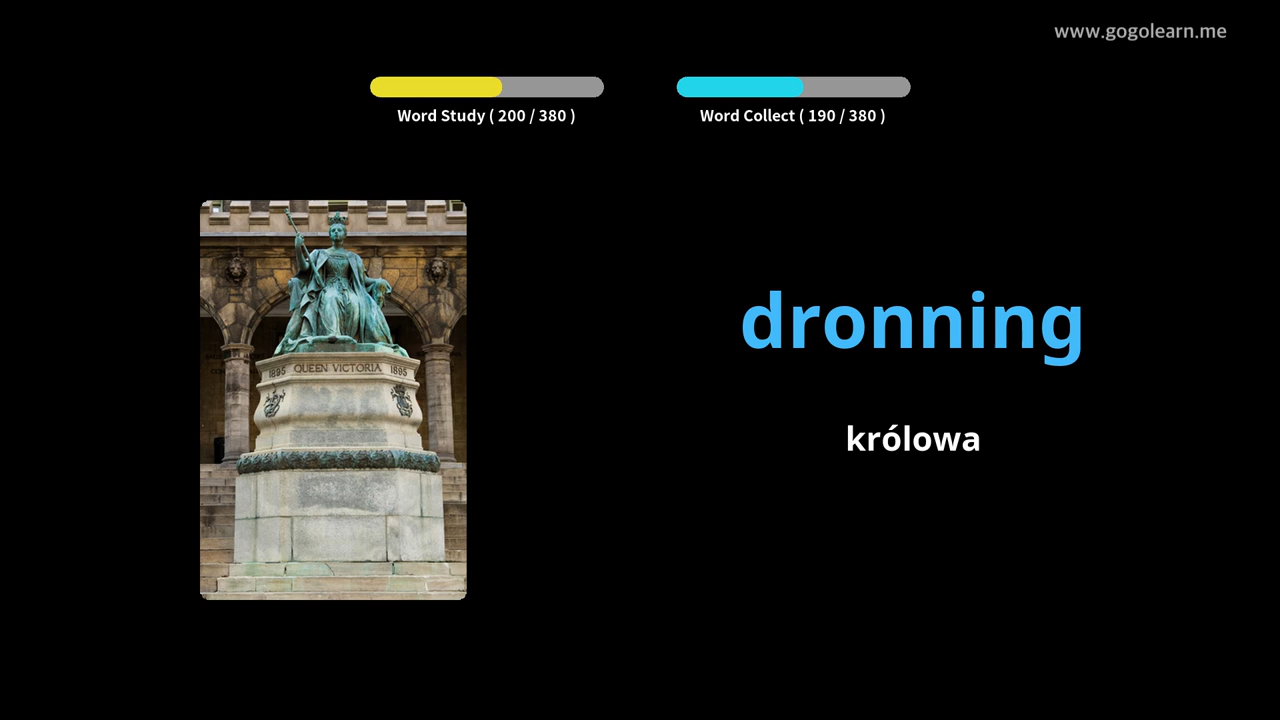 www.gogolearn.me
Word Study ( 200 / 380 )
Word Collect ( 190 / 380 )
1895 QUEEN VICTORIA 1895
dronning
królowa